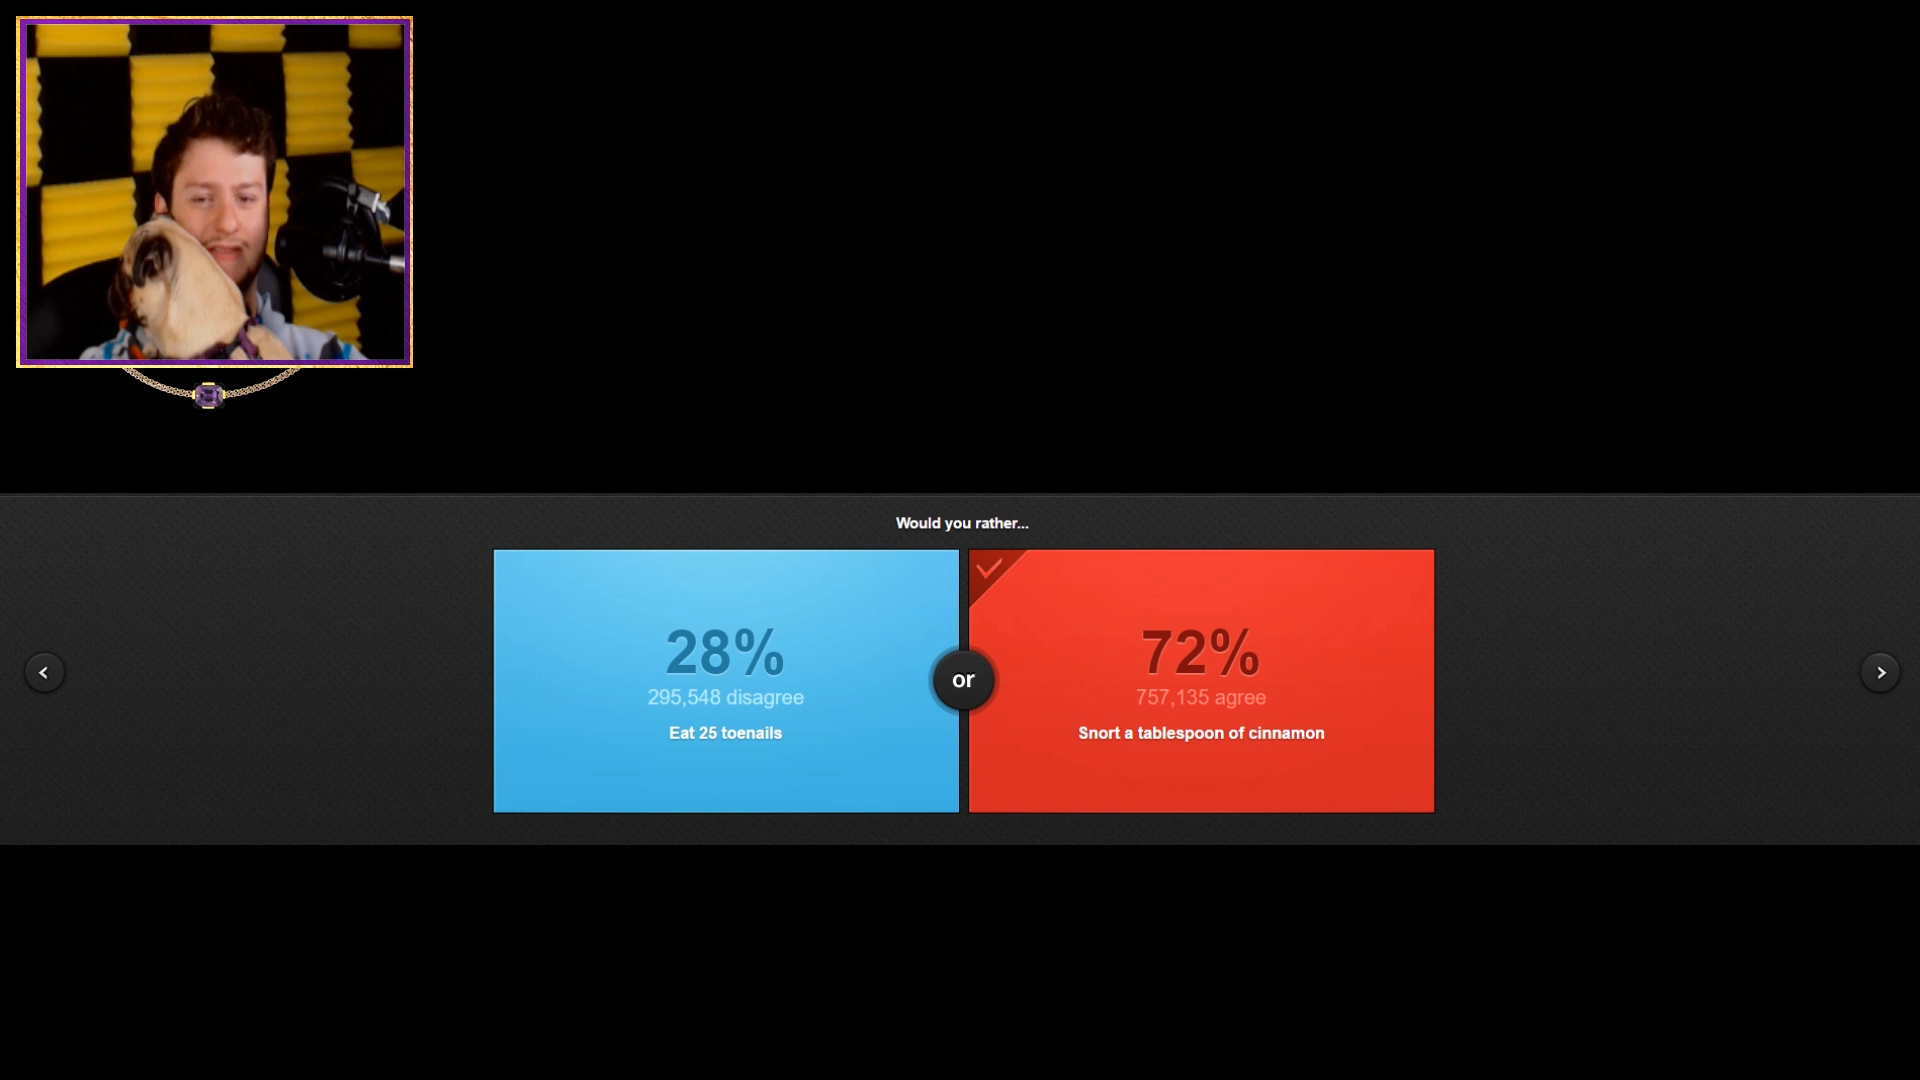 Would you rather...
28%
295,548 disagree
Eat 25 toenails
or
72%
757,135 agree
Snort a tablespoon of cinnamon